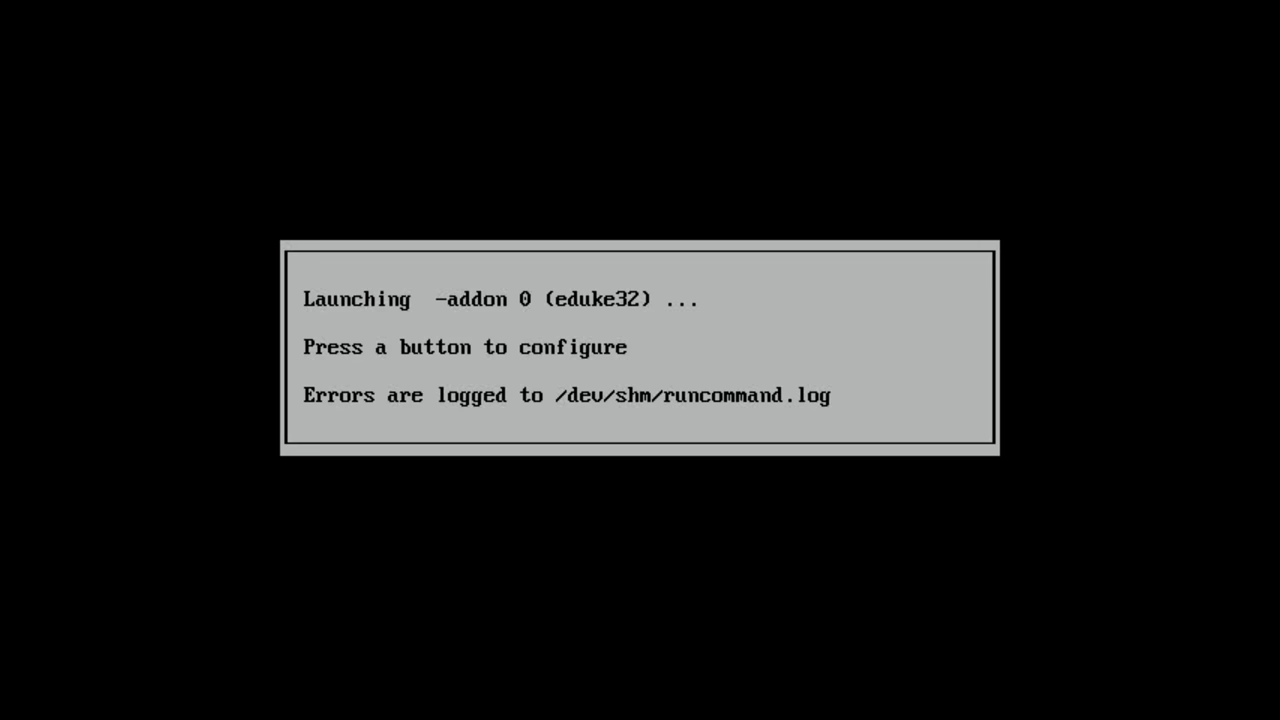 Launching  -addon 0 (eduke32) ...
Press a button to configure
Errors are logged to /dev/shm/runcommand.log